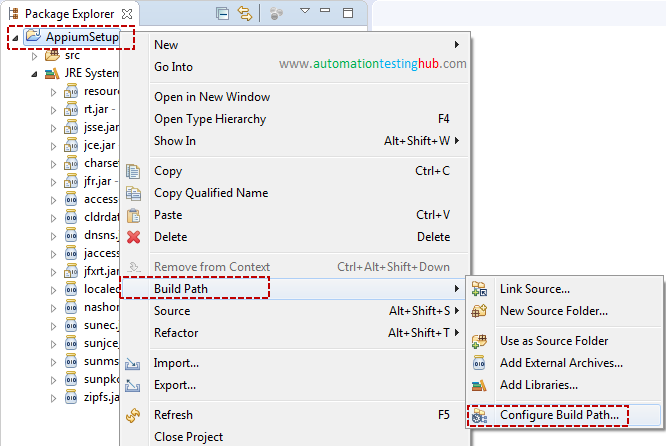 Package Explorer
AppiumSetup
src
JRE System
resourc
rt.jar -
jsse.jar
jce.jar
charset
jfr.jar -
access-
cldrdat
dnsns.j
jaccess
jfxrt.ja
localed
nashor
sunec.j
sunjce_
sunms
sunpkc
zipfs.ja
New
Go Into
www.automationtestinghub.com
Open in New Window
Open Type Hierarchy F4
Show In Alt+Shift+W
Copy Ctrl+C
Copy Qualified Name
Paste Ctrl+V
Delete Delete
Remove from Context Ctrl+Alt+Shift+Down
Build Path
Source Alt+Shift+S
Refactor Alt+Shift+T
Import...
Export...
Refresh F5
Close Project
Link Source...
New Source Folder...
Use as Source Folder
Add External Archives...
Add Libraries...
Configure Build Path...